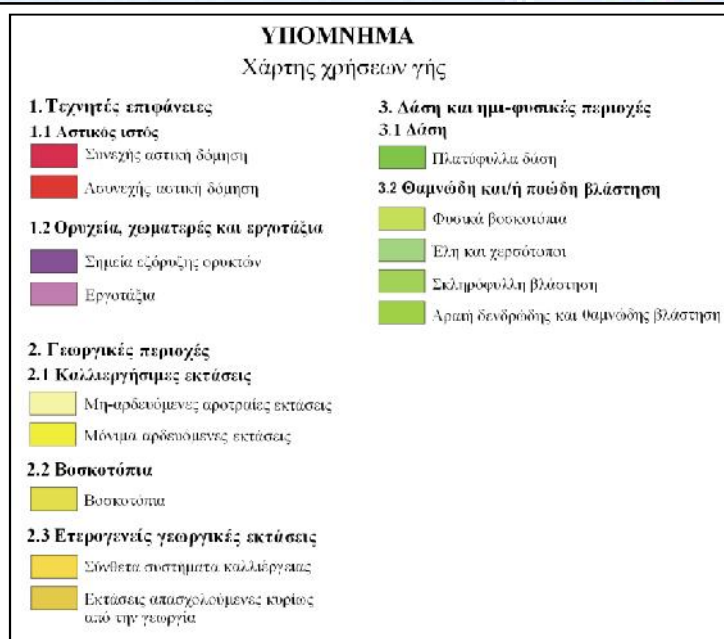 ΥΠΟΜΝΗΜΑ
Χάρτης χρήσεων γής
1. Τεχνητές επιφάνειες
1.1 Αστικός ιστός
Συνεχής αστική δόμηση
Ασυνεχής αστική δόμηση
1.2 Ορυχεία, χωματερές και εργοτάξια
Σημεία εξόρυξης ορυκτών
Εργοτάξια
2. Γεωργικές περιοχές
2.1 Καλλιεργήσιμες εκτάσεις
Μη-αρδευόμενες αροτραίες εκτάσεις
Μόνιμα αρδευόμενες εκτάσεις
2.2 Βοσκοτόπια
Βοσκοτόπια
2.3 Ετερογενείς γεωργικές εκτάσεις
Σύνθετα συστήματα καλλιέργειας
Εκτάσεις απασχολούμενες κυρίως
από την γεωργία
3. Δάση και ημι-φυσικές περιοχές
3.1 Δάση
Πλατύφυλλα δάση
3.2 Θαμνώδη και/ή ποώδη βλάστηση
Φυσικά βοσκοτόπια
Έλη και χερσότοποι
Σκληρόφυλλη βλάστηση
Αραιή δενδρώδης και θαμνώδης βλάστηση